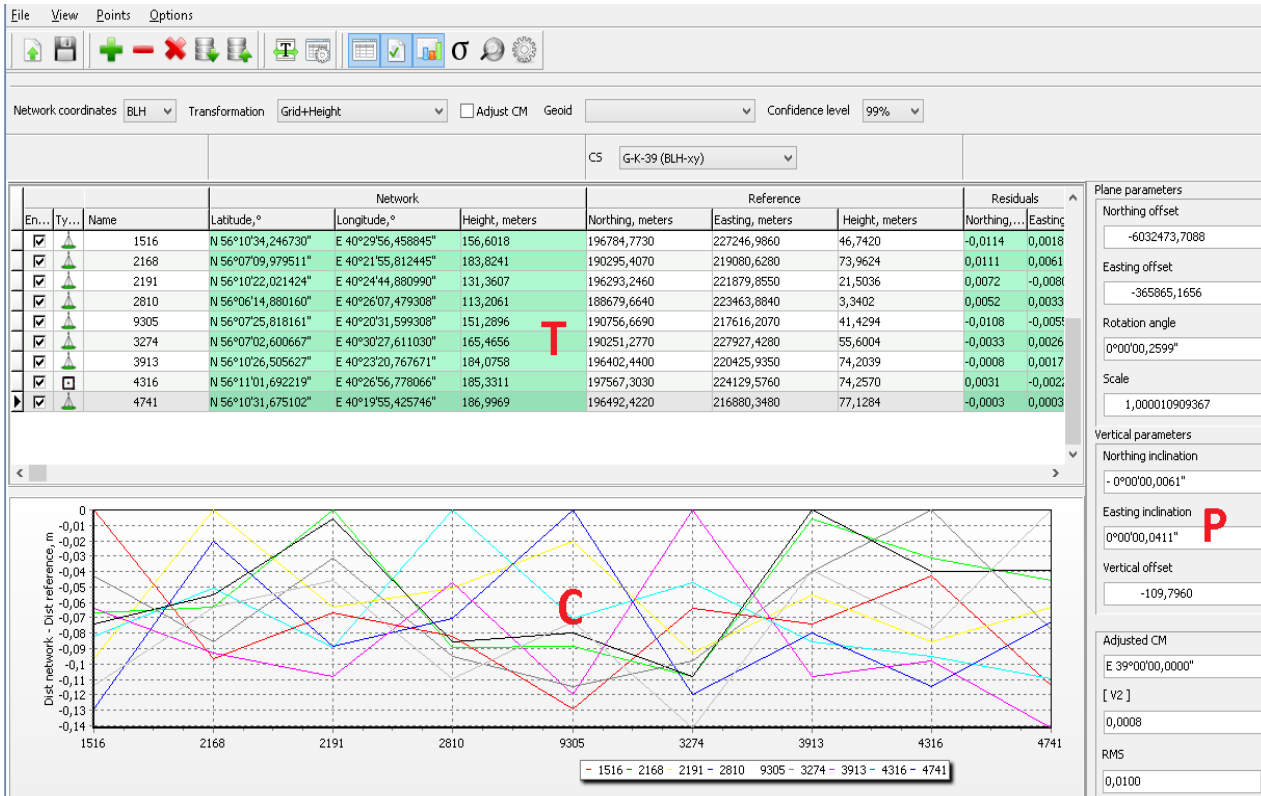 File View Points Options
T σ
Network coordinates BLH Transformation Grid+Height Adjust CM Geoid Confidence level 99%
CS G-K-39 (BLH-xy)
Network Reference Residuals
En... Ty... Name Latitude,° Longitude,° Height, meters Northing, meters Easting, meters Height, meters Northing,... Easting
1516 N 56°10'34,246730" E 40°29'56,458845" 156,6018 196784,7730 227246,9860 46,7420 -0,0114 0,0018
2168 N 56°07'09,979511" E 40°21'55,812445" 183,8241 190295,4070 219080,6280 73,9624 0,0111 0,0061
2191 N 56°10'22,021424" E 40°24'44,880990" 131,3607 196293,2460 221879,8550 21,5036 0,0072 -0,0080
2810 N 56°06'14,880160" E 40°26'07,479308" 113,2061 188679,6640 223463,8840 3,3402 0,0052 0,0033
9305 N 56°07'25,818161" E 40°20'31,599308" 151,2896 190756,6690 217616,2070 41,4294 -0,0108 -0,0055
3274 N 56°07'02,600667" E 40°30'27,611030" 165,4656 190251,2770 227927,4280 55,6004 -0,0033 0,0026
3913 N 56°10'26,505627" E 40°23'20,767671" 184,0758 196402,4400 220425,9350 74,2039 -0,0008 0,0017
4316 N 56°11'01,692219" E 40°26'56,778066" 185,3311 197567,3030 224129,5760 74,2570 0,0031 -0,0022
4741 N 56°10'31,675102" E 40°19'55,425746" 186,9969 196492,4220 216880,3480 77,1284 -0,0003 0,0003
T
Plane parameters
Northing offset
-6032473,7088
Easting offset
-365865,1656
Rotation angle
0°00'00,2599"
Scale
1,000010909367
Vertical parameters
Northing inclination
- 0°00'00,0061"
Easting inclination
0°00'00,0411"
P
Vertical offset
-109,7960
Adjusted CM
E 39°00'00,0000"
[ V2 ]
0,0008
RMS
0,0100
Dist network - Dist reference, m
0
-0,01
-0,02
-0,03
-0,04
-0,05
-0,06
-0,07
-0,08
-0,09
-0,1
-0,11
-0,12
-0,13
-0,14
C
1516 2168 2191 2810 9305 3274 3913 4316 4741
- 1516 - 2168 - 2191 - 2810 9305 - 3274 - 3913 - 4316 - 4741